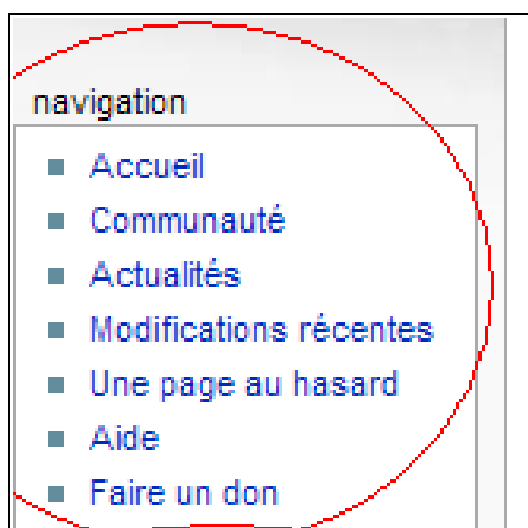 navigation
Accueil
Communauté
Actualités
Modifications récentes
Une page au hasard
Aide
Faire un don